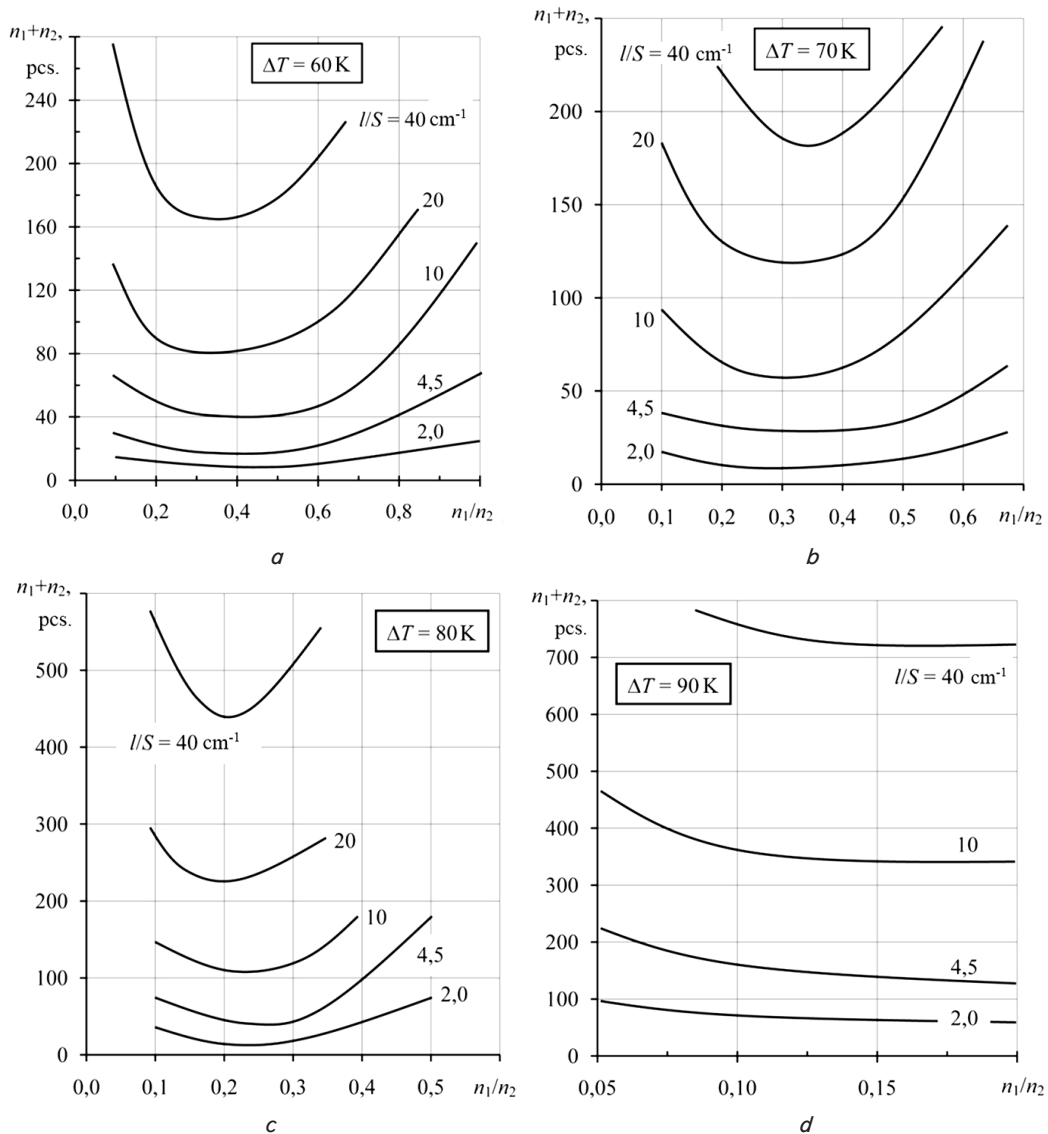 n₁+n₂,
pcs.
ΔT = 60 K
l/S = 40 cm⁻¹
280
240
200
160
120
80
40
0
20
10
4,5
2,0
0,0 0,2 0,4 0,6 0,8 n₁/n₂
a
n₁+n₂,
pcs.
l/S = 40 cm⁻¹
ΔT = 70 K
200
150
100
50
0
20
10
4,5
2,0
0,0 0,1 0,2 0,3 0,4 0,5 0,6 n₁/n₂
b
n₁+n₂,
pcs.
ΔT = 80 K
500
400
300
200
100
0
l/S = 40 cm⁻¹
20
10
4,5
2,0
0,0 0,1 0,2 0,3 0,4 0,5 n₁/n₂
c
n₁+n₂,
pcs.
700
600
500
400
300
200
100
0
ΔT = 90 K
l/S = 40 cm⁻¹
10
4,5
2,0
0,05 0,10 0,15 n₁/n₂
d